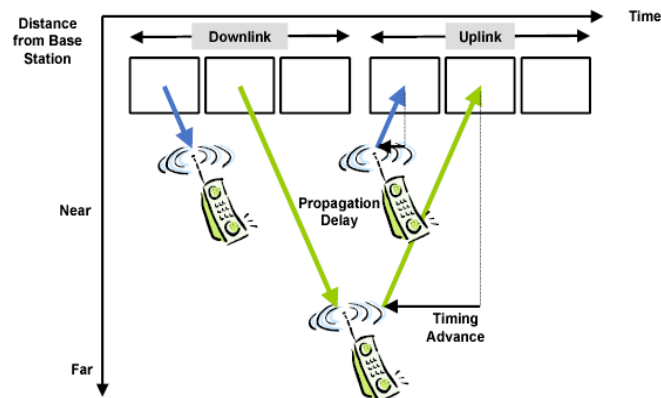 Distance
from Base
Station
Time
Downlink
Uplink
Near
Propagation
Delay
Timing
Advance
Far